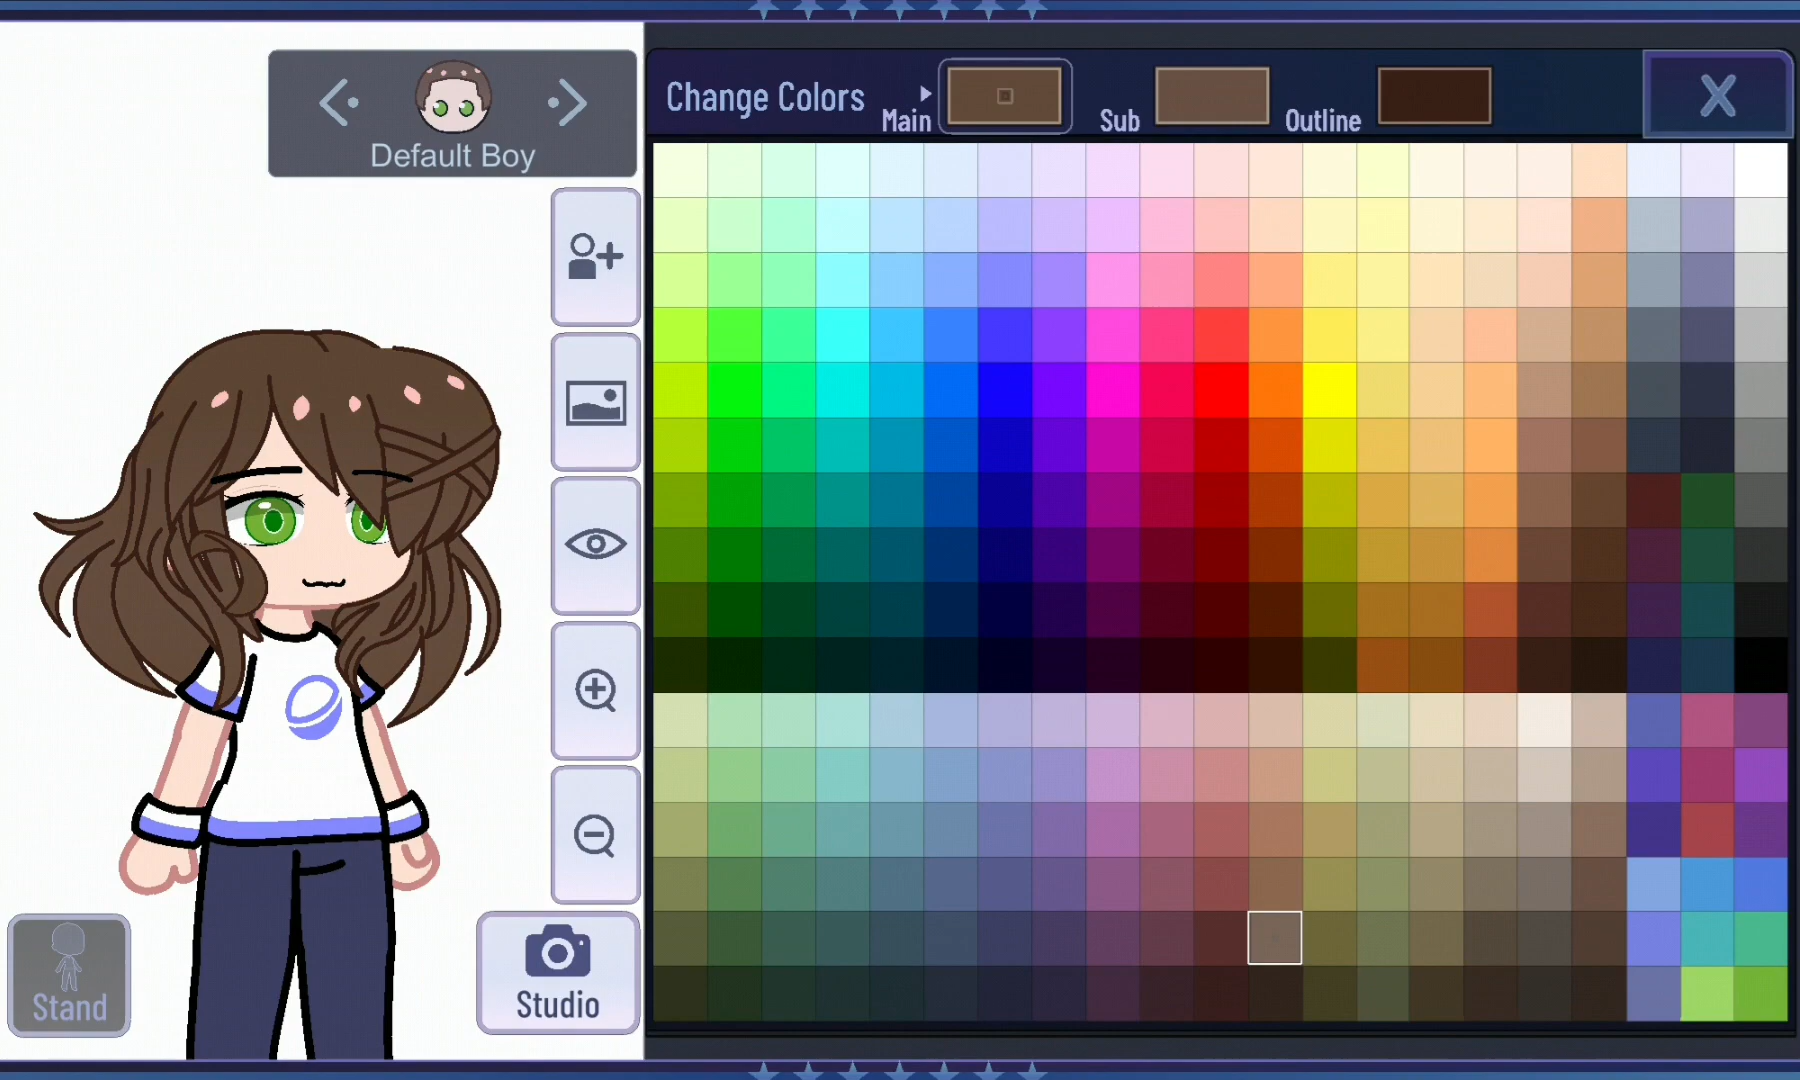 Default Boy
Change Colors
Main
Sub
Outline
X
Stand
Studio